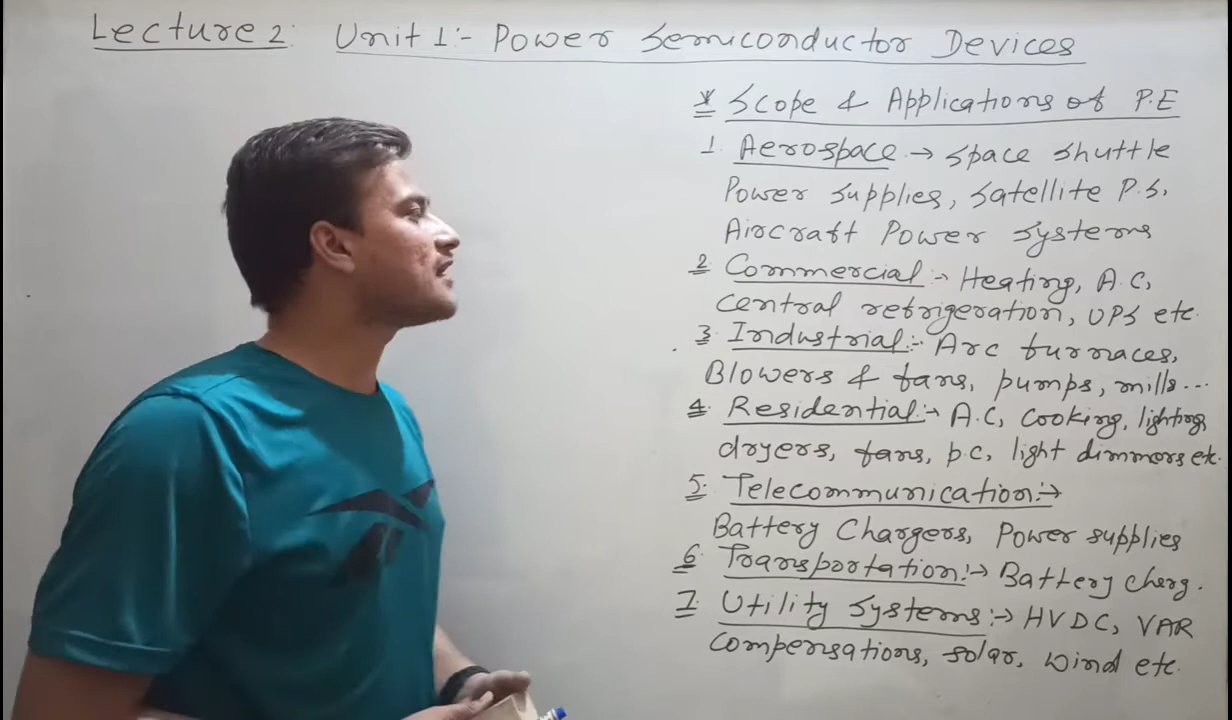 Lecture 2: Unit 1:- Power Semiconductor Devices
* Scope & Applications of P.E
1. Aerospace → Space Shuttle
Power Supplies, Satellite P.S,
Aircraft Power Systems
2. Commercial :- Heating, A.C,
Central refrigeration, UPS etc.
3. Industrial :- Arc furnaces,
Blowers & fans, pumps, mills...
4. Residential :→ A.C, Cooking, lighting
dryers, fans, p.c, light dimmers etc.
5. Telecommunication :→
Battery Chargers, Power supplies
6. Transportation :→ Battery Cherg.
7. Utility Systems :→ HVDC, VAR
Compensations, solar, wind etc.